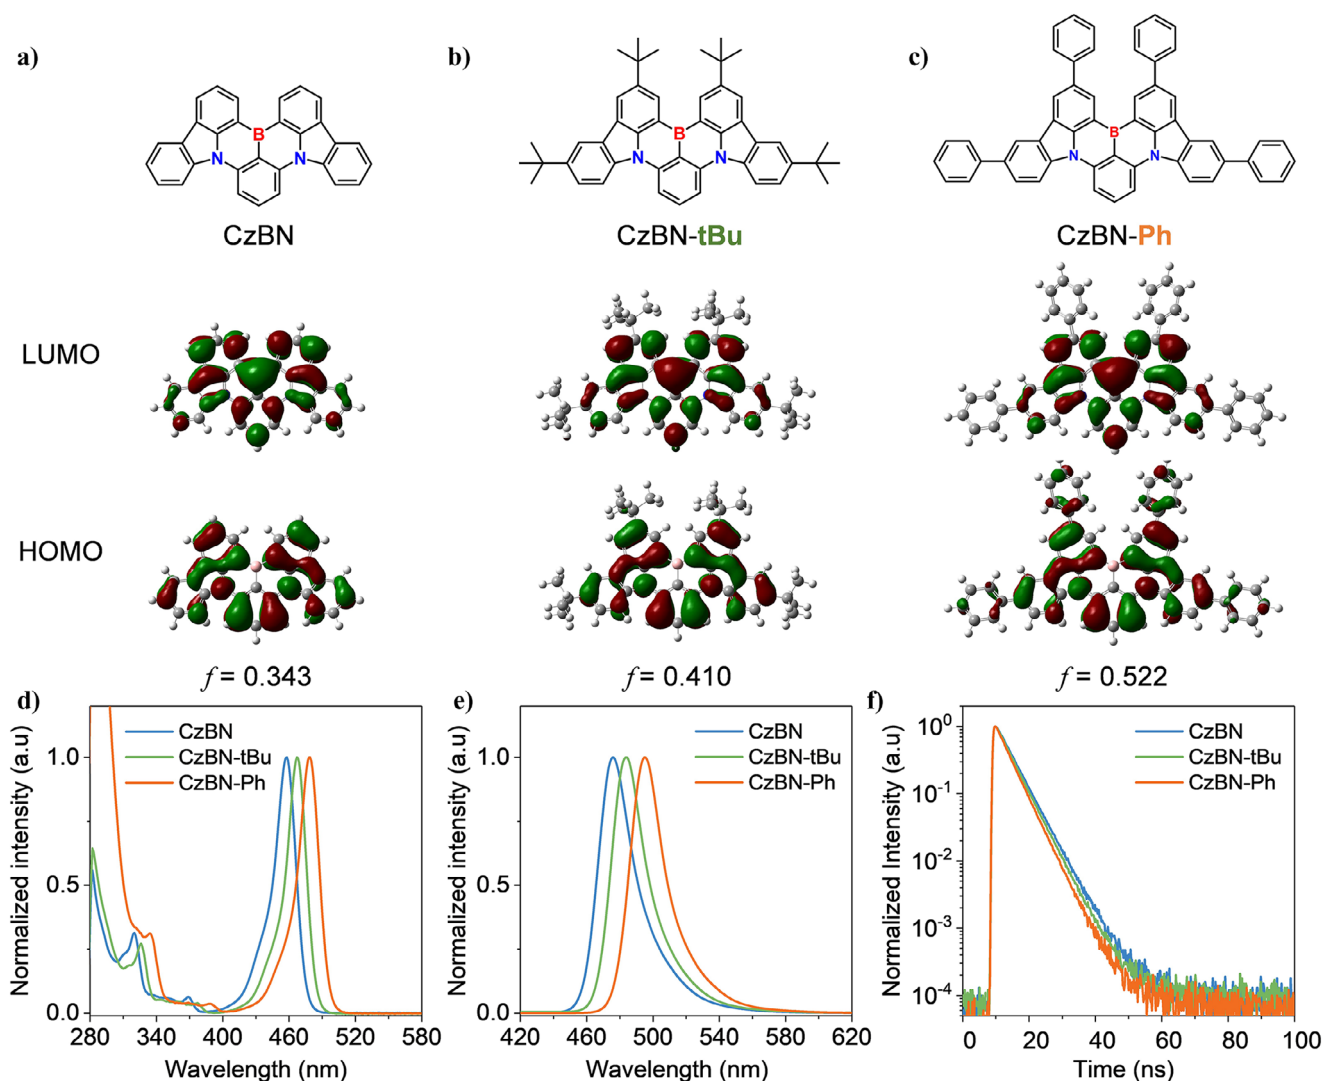 a)
b)
c)
B
N
N
B
N
N
B
N
N
CzBN
CzBN-tBu
CzBN-Ph
LUMO
HOMO
f = 0.343
f = 0.410
f = 0.522
d)
Normalized intensity (a.u)
1.0
0.5
0.0
CzBN
CzBN-tBu
CzBN-Ph
280 340 400 460 520 580
Wavelength (nm)
e)
Normalized intensity (a.u)
1.0
0.5
0.0
CzBN
CzBN-tBu
CzBN-Ph
420 460 500 540 580 620
Wavelength (nm)
f)
Normalized Intensity (a.u)
10^0
10^-1
10^-2
10^-3
10^-4
CzBN
CzBN-tBu
CzBN-Ph
0 20 40 60 80 100
Time (ns)